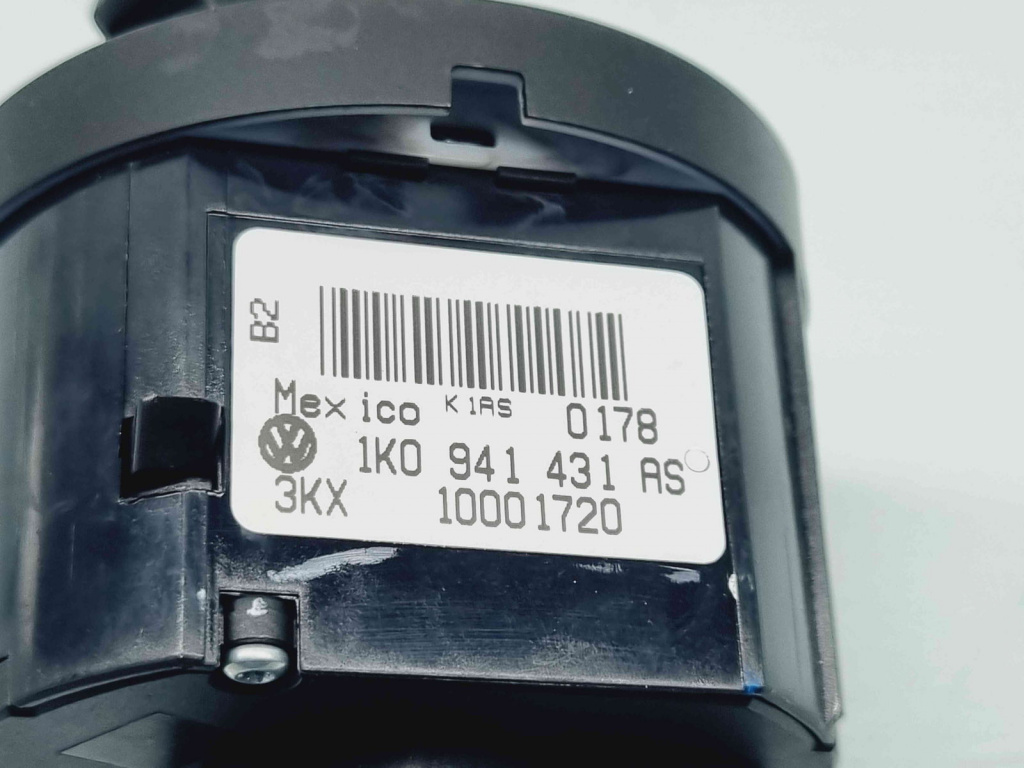 B2
Mexico K1AS 0178
1K0 941 431 AS
3KX 10001720